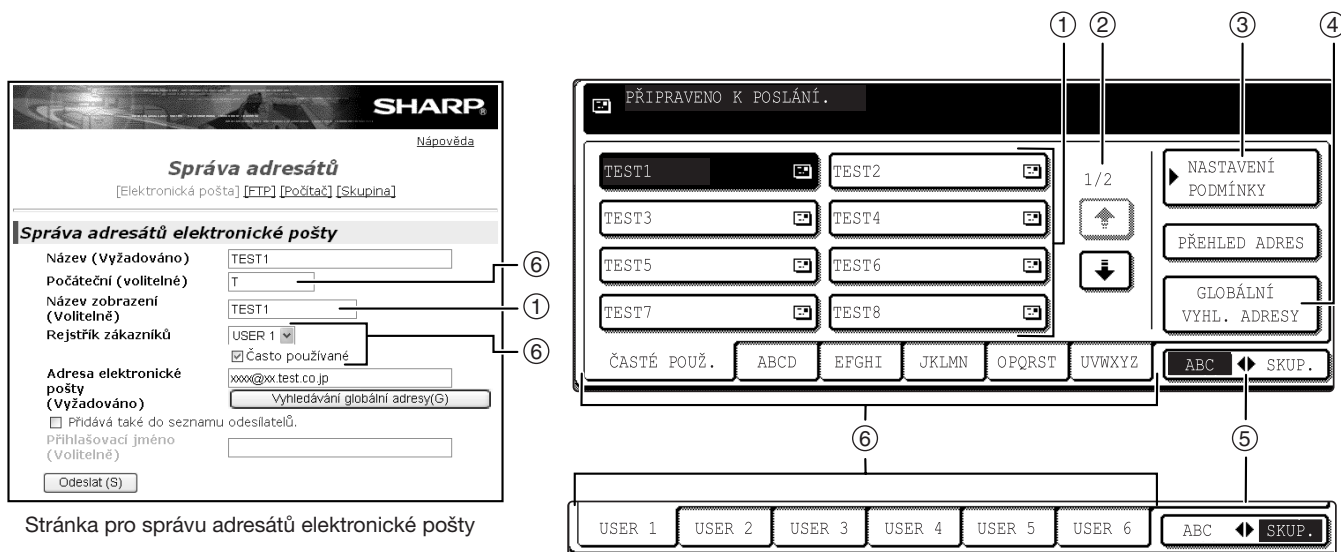 SHARP®
Nápověda
Správa adresátů
[Elektronická pošta] [FTP] [Počítač] [Skupina]
Správa adresátů elektronické pošty
Název (Vyžadováno) TEST1
Počáteční (volitelné) T
Název zobrazení
(Volitelně) TEST1
Rejstřík zákazníků USER 1
Často používané
Adresa elektronické
pošty
(Vyžadováno) xxxx@xx.test.co.jp
Vyhledávání globální adresy(G)
Přidává také do seznamu odesílatelů.
Přihlašovací jméno
(Volitelně)
Odeslat (S)
Stránka pro správu adresátů elektronické pošty
⑥
①
⑥
① ② ③ ④
PŘIPRAVENO K POSLÁNÍ.
TEST1 TEST2
TEST3 TEST4
TEST5 TEST6
TEST7 TEST8
1/2
NASTAVENÍ
PODMÍNKY
PŘEHLED ADRES
GLOBÁLNÍ
VYHL. ADRESY
ČASTÉ POUŽ. ABCD EFGHI JKLMN OPQRST UVWXYZ ABC SKUP.
⑥ ⑤
USER 1 USER 2 USER 3 USER 4 USER 5 USER 6 ABC SKUP.